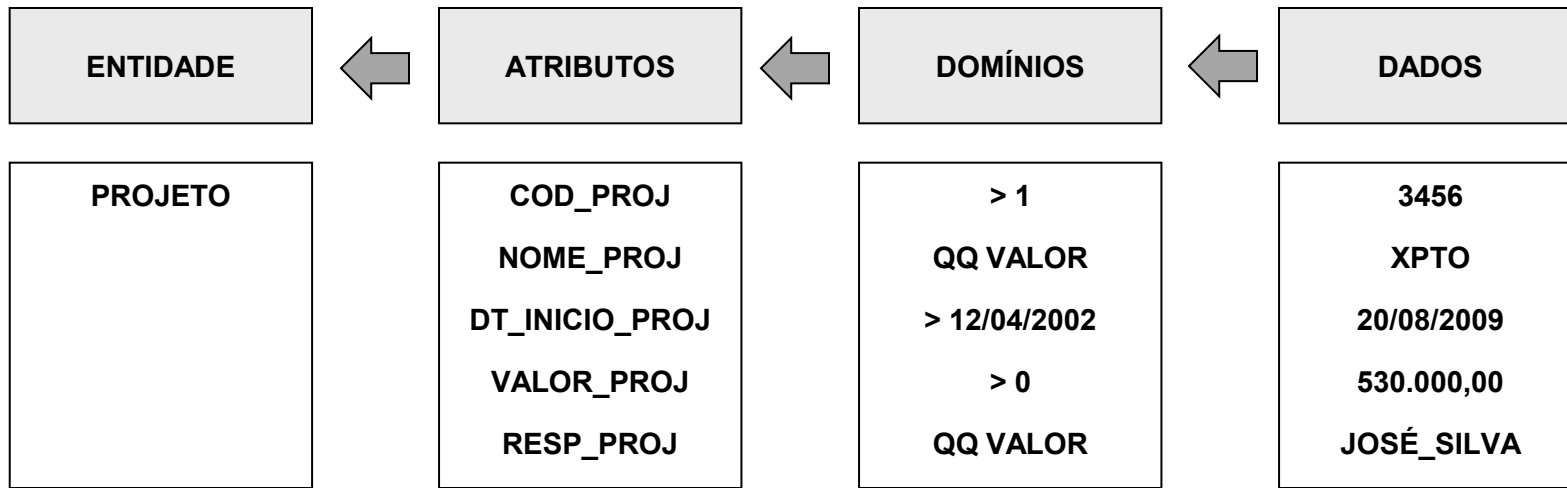 ENTIDADE
ATRIBUTOS
DOMÍNIOS
DADOS
PROJETO
COD_PROJ
> 1
3456
NOME_PROJ
QQ VALOR
XPTO
DT_INICIO_PROJ
> 12/04/2002
20/08/2009
VALOR_PROJ
> 0
530.000,00
RESP_PROJ
QQ VALOR
JOSÉ_SILVA